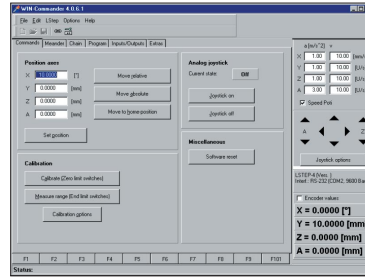 WIN-Commander 4.0.6.1
File Edit LStep Options Help
Commands Meander Chain Program Inputs/Outputs Extras
Position axes
X 10.0000 [°]
Y 0.0000 [mm]
Z 0.0000 [mm]
A 0.0000 [mm]
Move relative
Move Absolute
Move to home-position
Set position
Analog joystick
Current state: Off
Joystick on
Joystick off
Calibration
Calibrate (Zero limit switches)
Measure range (End limit switches)
Calibration options
Miscellaneous
Software reset
a [m/s^2] v
X 1.00 10.00
Y 1.00 10.00
Z 1.00 10.00
A 3.00 10.00
Speed Poti
A Z
Joystick options
LSTEP-4 (Vers. )
RS-232 (COM2, 9600
Encoder values
X = 0.0000 [°]
Y = 10.0000 [mm]
Z = 0.0000 [mm]
A = 0.0000 [mm]
F1 F2 F3 F4 F5 F6 F7 F8 F9 F101
Status: